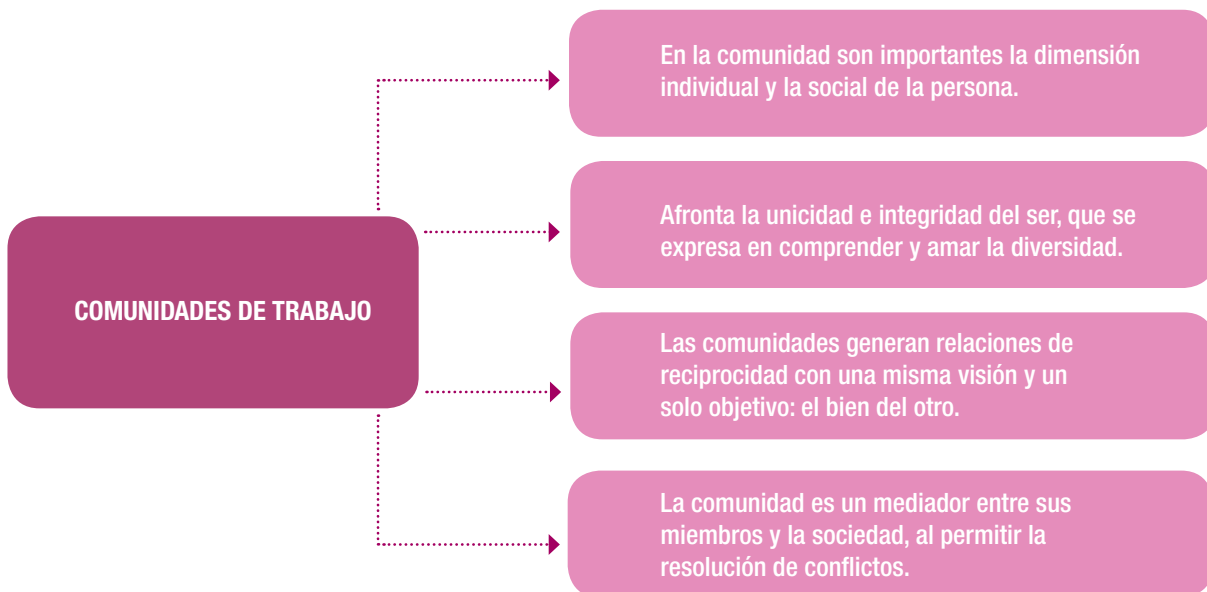 En la comunidad son importantes la dimensión
individual y la social de la persona.
Afronta la unicidad e integridad del ser, que se
expresa en comprender y amar la diversidad.
COMUNIDADES DE TRABAJO
Las comunidades generan relaciones de
reciprocidad con una misma visión y un
solo objetivo: el bien del otro.
La comunidad es un mediador entre sus
miembros y la sociedad, al permitir la
resolución de conflictos.